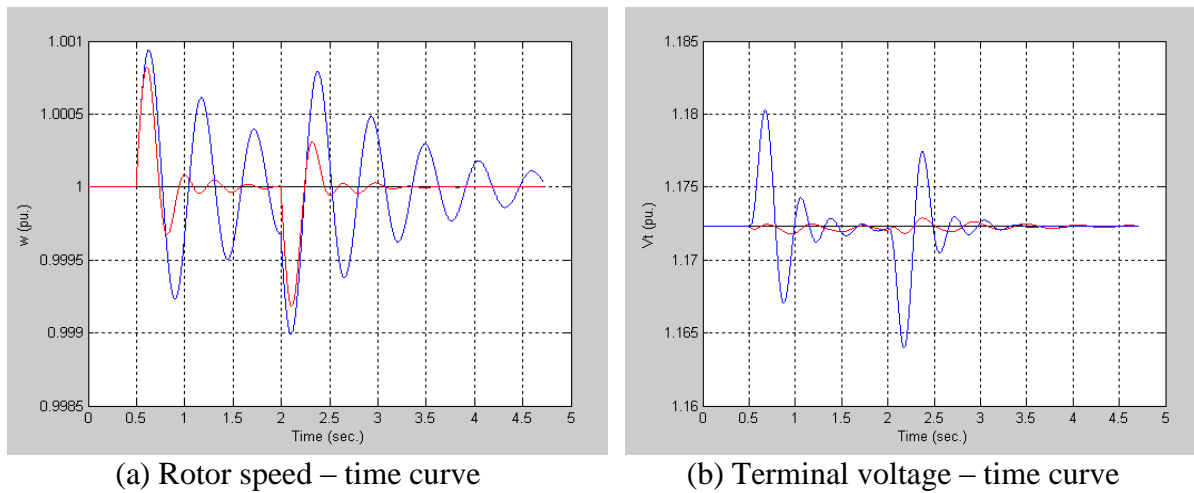 1.001
1.0005
1
0.9995
0.999
0.9985
w (pu.)
0 0.5 1 1.5 2 2.5 3 3.5 4 4.5 5
Time (sec.)
(a) Rotor speed – time curve
1.185
1.18
1.175
1.17
1.165
1.16
Vt (pu.)
0 0.5 1 1.5 2 2.5 3 3.5 4 4.5 5
Time (sec.)
(b) Terminal voltage – time curve